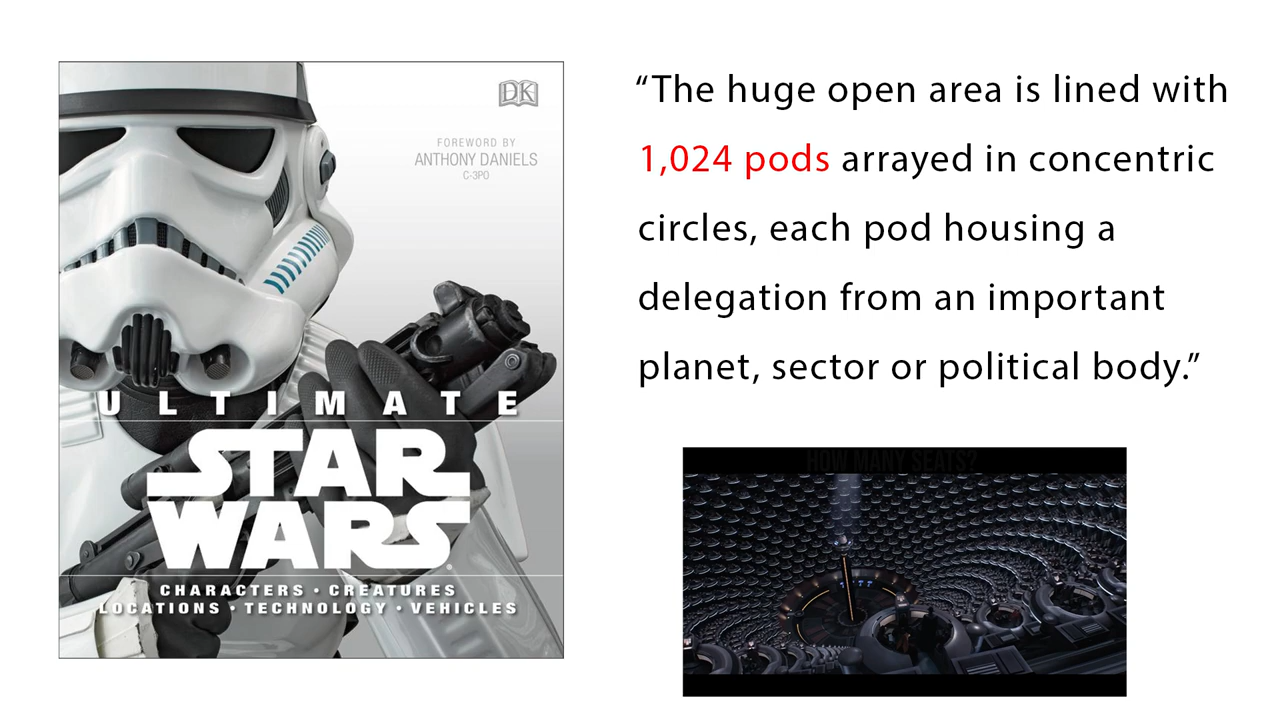 DK
FOREWORD BY
ANTHONY DANIELS
C-3PO
ULTIMATE
STAR
WARS®
CHARACTERS • CREATURES
LOCATIONS • TECHNOLOGY • VEHICLES
“The huge open area is lined with
1,024 pods arrayed in concentric
circles, each pod housing a
delegation from an important
planet, sector or political body.”
HOW MANY SEATS?